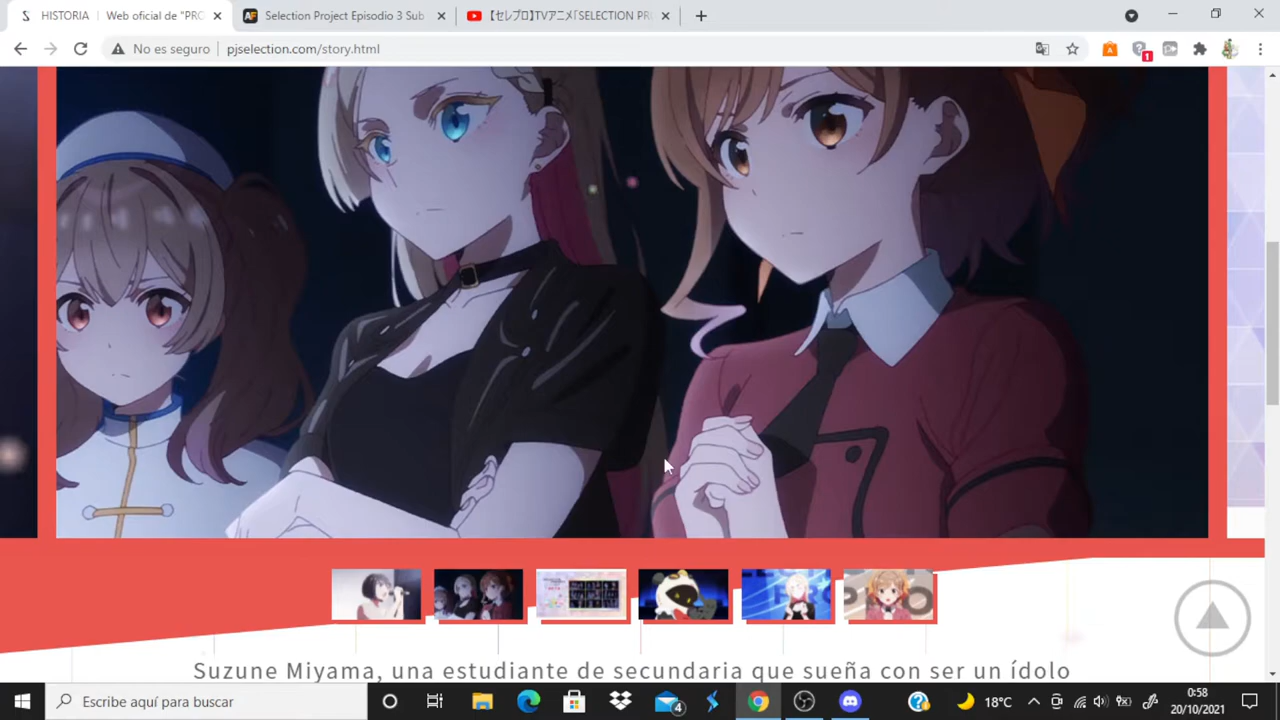 HISTORIA Web oficial de "PRO
Selection Project Episodio 3 Sub
【セレプロ】TVアニメ「SELECTION PR
No es seguro
pjselection.com/story.html
1
Suzune Miyama, una estudiante de secundaria que sueña con ser un ídolo
Escribe aquí para buscar
4
18°C
0:58
20/10/2021